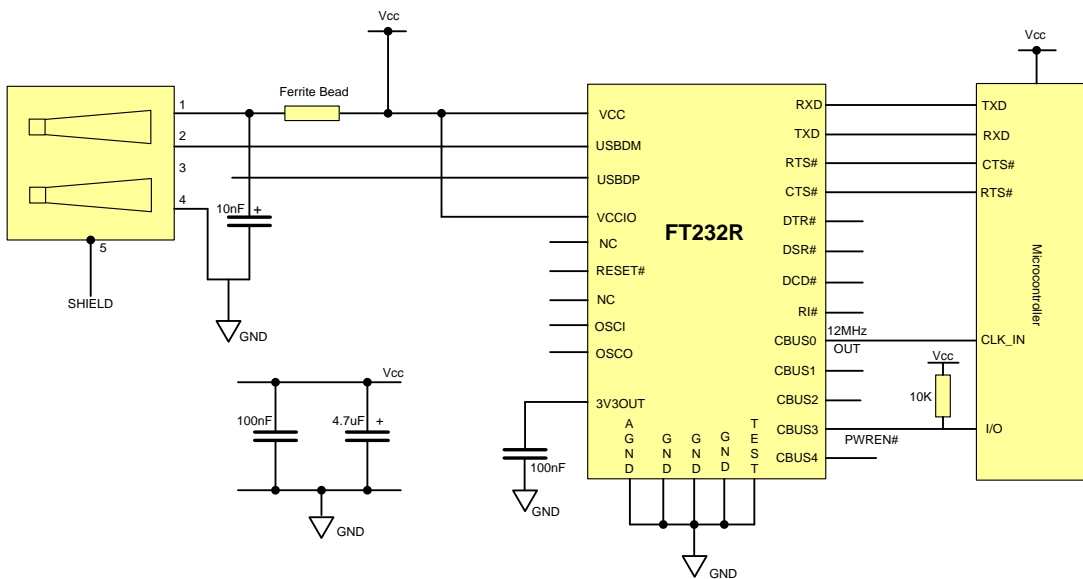 Vcc
Ferrite Bead
1
2
3
4
5
SHIELD
10nF +
GND
Vcc
100nF
4.7uF +
GND
VCC
USBDM
USBDP
VCCIO
NC
RESET#
NC
OSCI
OSCO
3V3OUT
100nF
GND
FT232R
AGND
GND
GND
GND
TEST
GND
RXD
TXD
RTS#
CTS#
DTR#
DSR#
DCD#
RI#
CBUS0
CBUS1
CBUS2
CBUS3
CBUS4
12MHz
OUT
Vcc
10K
PWREN#
Vcc
TXD
RXD
CTS#
RTS#
Microcontroller
CLK_IN
I/O